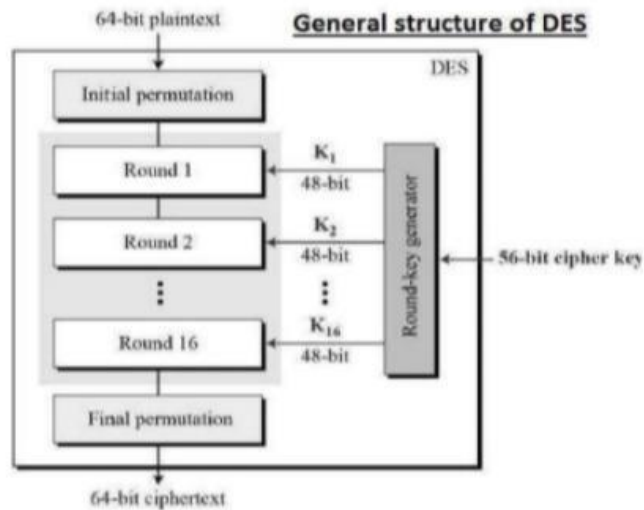 64-bit plaintext
General structure of DES
DES
Initial permutation
Round 1
K1
48-bit
Round 2
K2
48-bit
Round-key generator
56-bit cipher key
Round 16
K16
48-bit
Final permutation
64-bit ciphertext